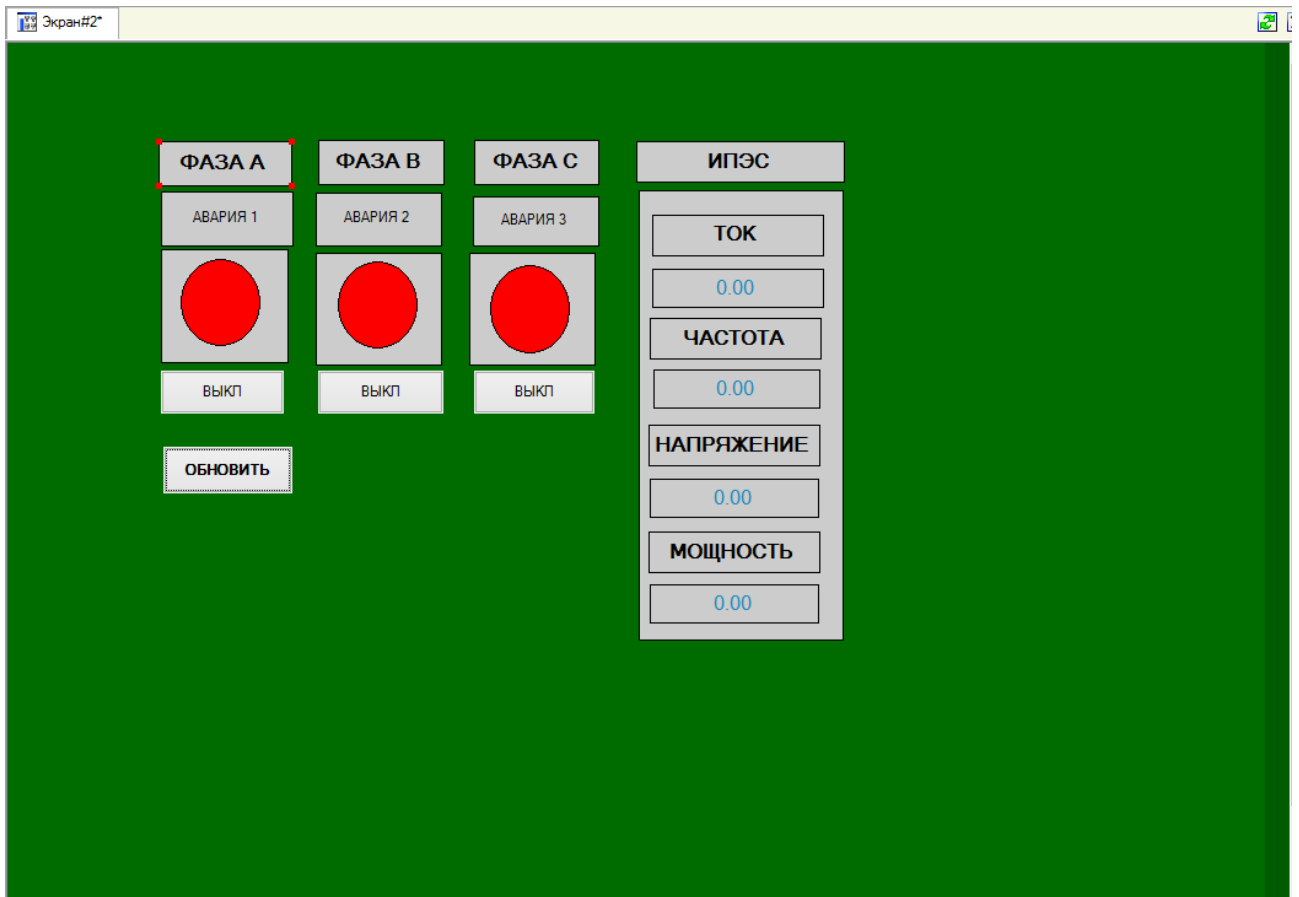 Экран#2*
ФАЗА А
ФАЗА В
ФАЗА С
ИПЭС
АВАРИЯ 1
АВАРИЯ 2
АВАРИЯ 3
ВЫКЛ
ВЫКЛ
ВЫКЛ
ОБНОВИТЬ
ТОК
0.00
ЧАСТОТА
0.00
НАПРЯЖЕНИЕ
0.00
МОЩНОСТЬ
0.00